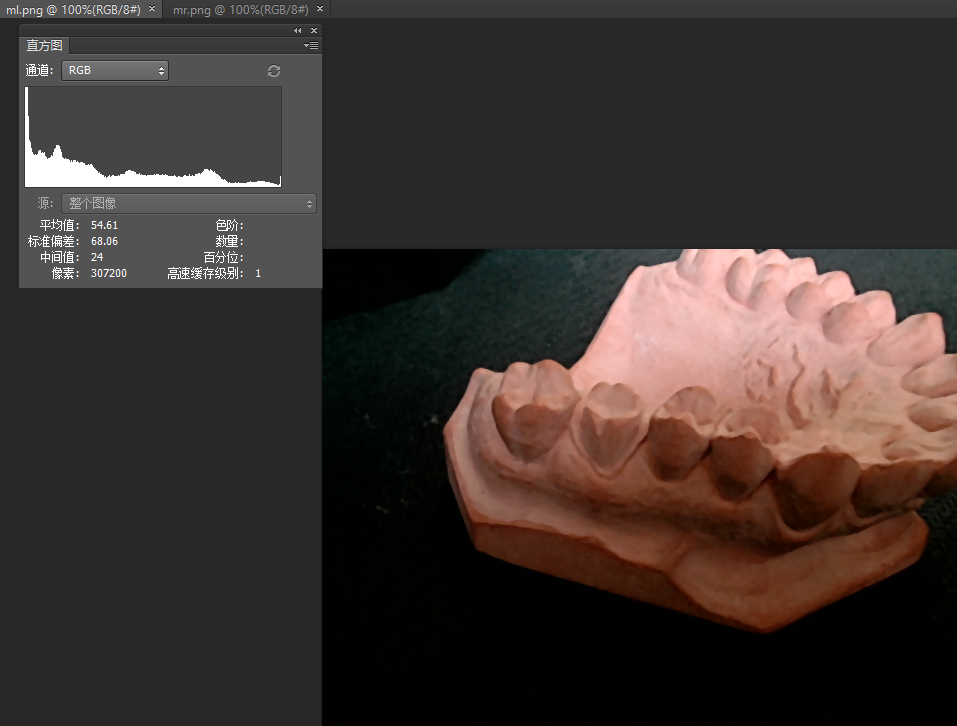 ml.png @ 100%(RGB/8#) × mr.png @ 100%(RGB/8#) ×
直方图
通道: RGB
源: 整个图像
平均值: 54.61 色阶:
标准偏差: 68.06 数量:
中间值: 24 百分位:
像素: 307200 高速缓存级别: 1